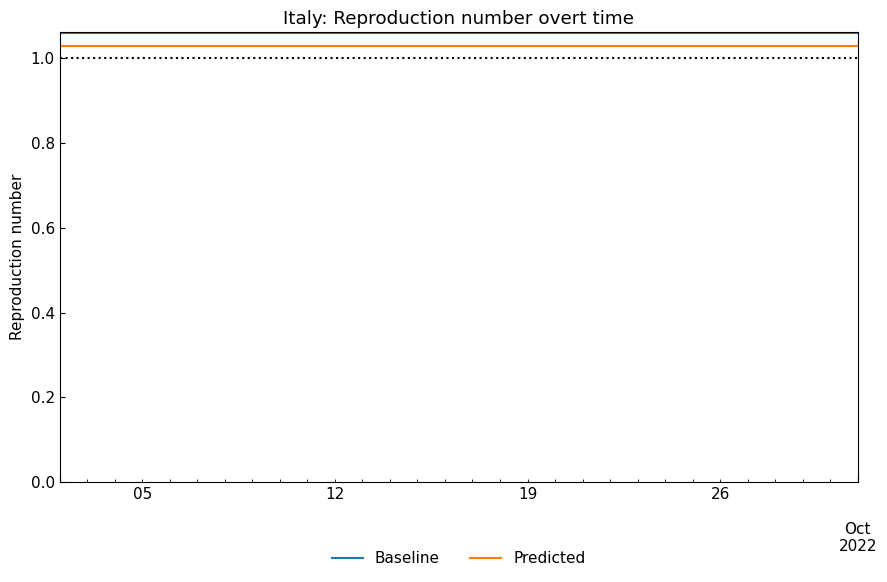 Italy: Reproduction number overt time
Reproduction number
1.0
0.8
0.6
0.4
0.2
0.0
05
12
19
26
Oct
2022
Baseline
Predicted